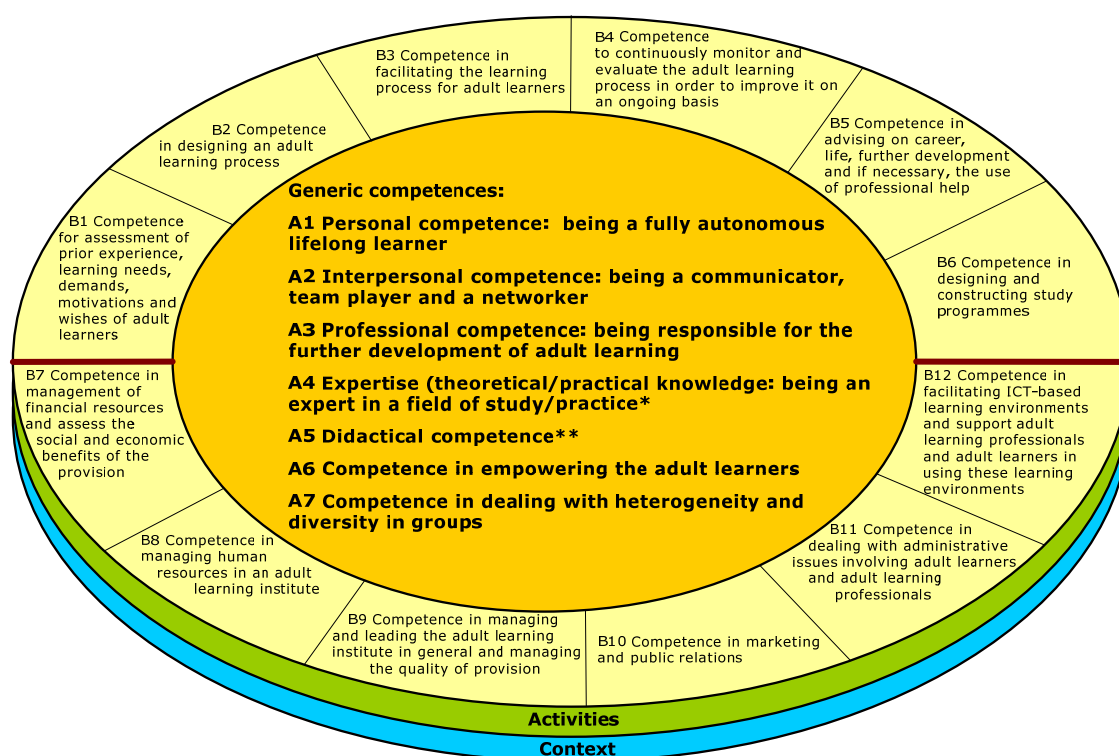 B4 Competence
to continuously monitor and
evaluate the adult learning
process in order to improve it on
an ongoing basis
B3 Competence in
facilitating the learning
process for adult learners
B5 Competence in
advising on career,
life, further development
and if necessary, the use
of professional help
B2 Competence
in designing an adult
learning process
B1 Competence
for assessment of
prior experience,
learning needs,
demands,
motivations and
wishes of adult
learners
B6 Competence in
designing and
constructing study
programmes
Generic competences:
A1 Personal competence: being a fully autonomous
lifelong learner
A2 Interpersonal competence: being a communicator,
team player and a networker
A3 Professional competence: being responsible for the
further development of adult learning
A4 Expertise (theoretical/practical knowledge: being an
expert in a field of study/practice*
A5 Didactical competence**
A6 Competence in empowering the adult learners
A7 Competence in dealing with heterogeneity and
diversity in groups
B7 Competence in
management of
financial resources
and assess the
social and economic
benefits of the
provision
B12 Competence in
facilitating ICT-based
learning environments
and support adult
learning professionals
and adult learners in
using these learning
environments
B8 Competence in
managing human
resources in an adult
learning institute
B11 Competence in
dealing with administrative
issues involving adult learners
and adult learning
professionals
B9 Competence in managing
and leading the adult learning
institute in general and managing
the quality of provision
B10 Competence in marketing
and public relations
Activities
Context